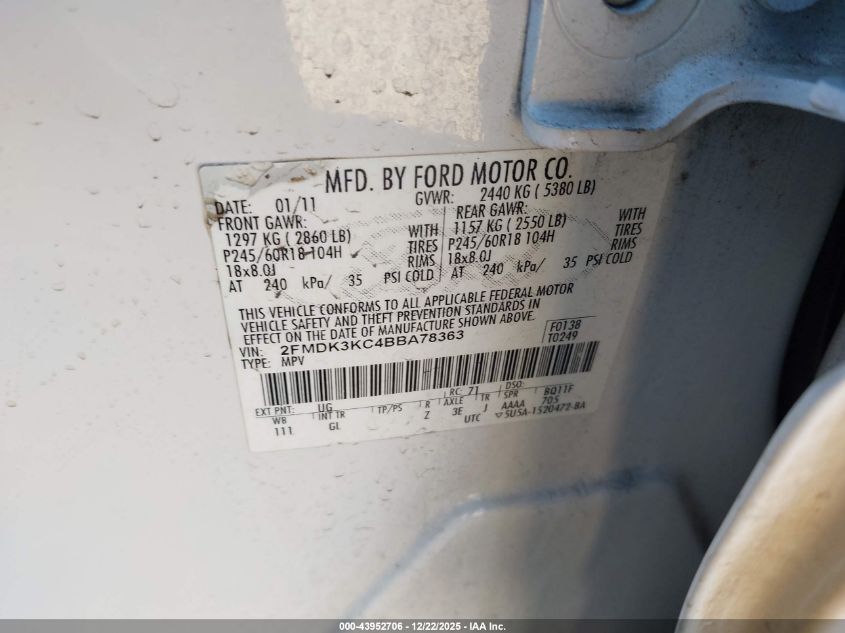 MFD. BY FORD MOTOR CO.
DATE: 01/11 GVWR: 2440 KG ( 5380 LB)
FRONT GAWR: REAR GAWR:
1297 KG ( 2860 LB) WITH 1157 KG ( 2550 LB) WITH
P245/60R18 104H TIRES P245/60R18 104H TIRES
18x8.0J RIMS 18x8.0J RIMS
AT 240 kPa/ 35 PSI COLD AT 240 kPa/ 35 PSI COLD
THIS VEHICLE CONFORMS TO ALL APPLICABLE FEDERAL MOTOR
VEHICLE SAFETY AND THEFT PREVENTION STANDARDS IN
EFFECT ON THE DATE OF MANUFACTURE SHOWN ABOVE.
VIN: 2FMDK3KC4BBA78363 F0138
TYPE: MPV T0249
EXT PNT: UG RC: 71 DSO:
WB INT TR TP/PS R AXLE TR SPR BQ11F
111 GL Z 3E J AAAA 705
UTC ▽5U5A-1520472-BA
000-43952706 - 12/22/2025 - IAA Inc.